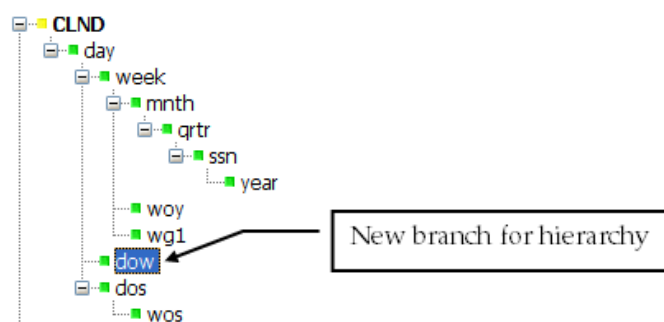 CLND
day
week
mnth
qrtr
ssn
year
woy
wg1
New branch for hierarchy
dow
dos
wos